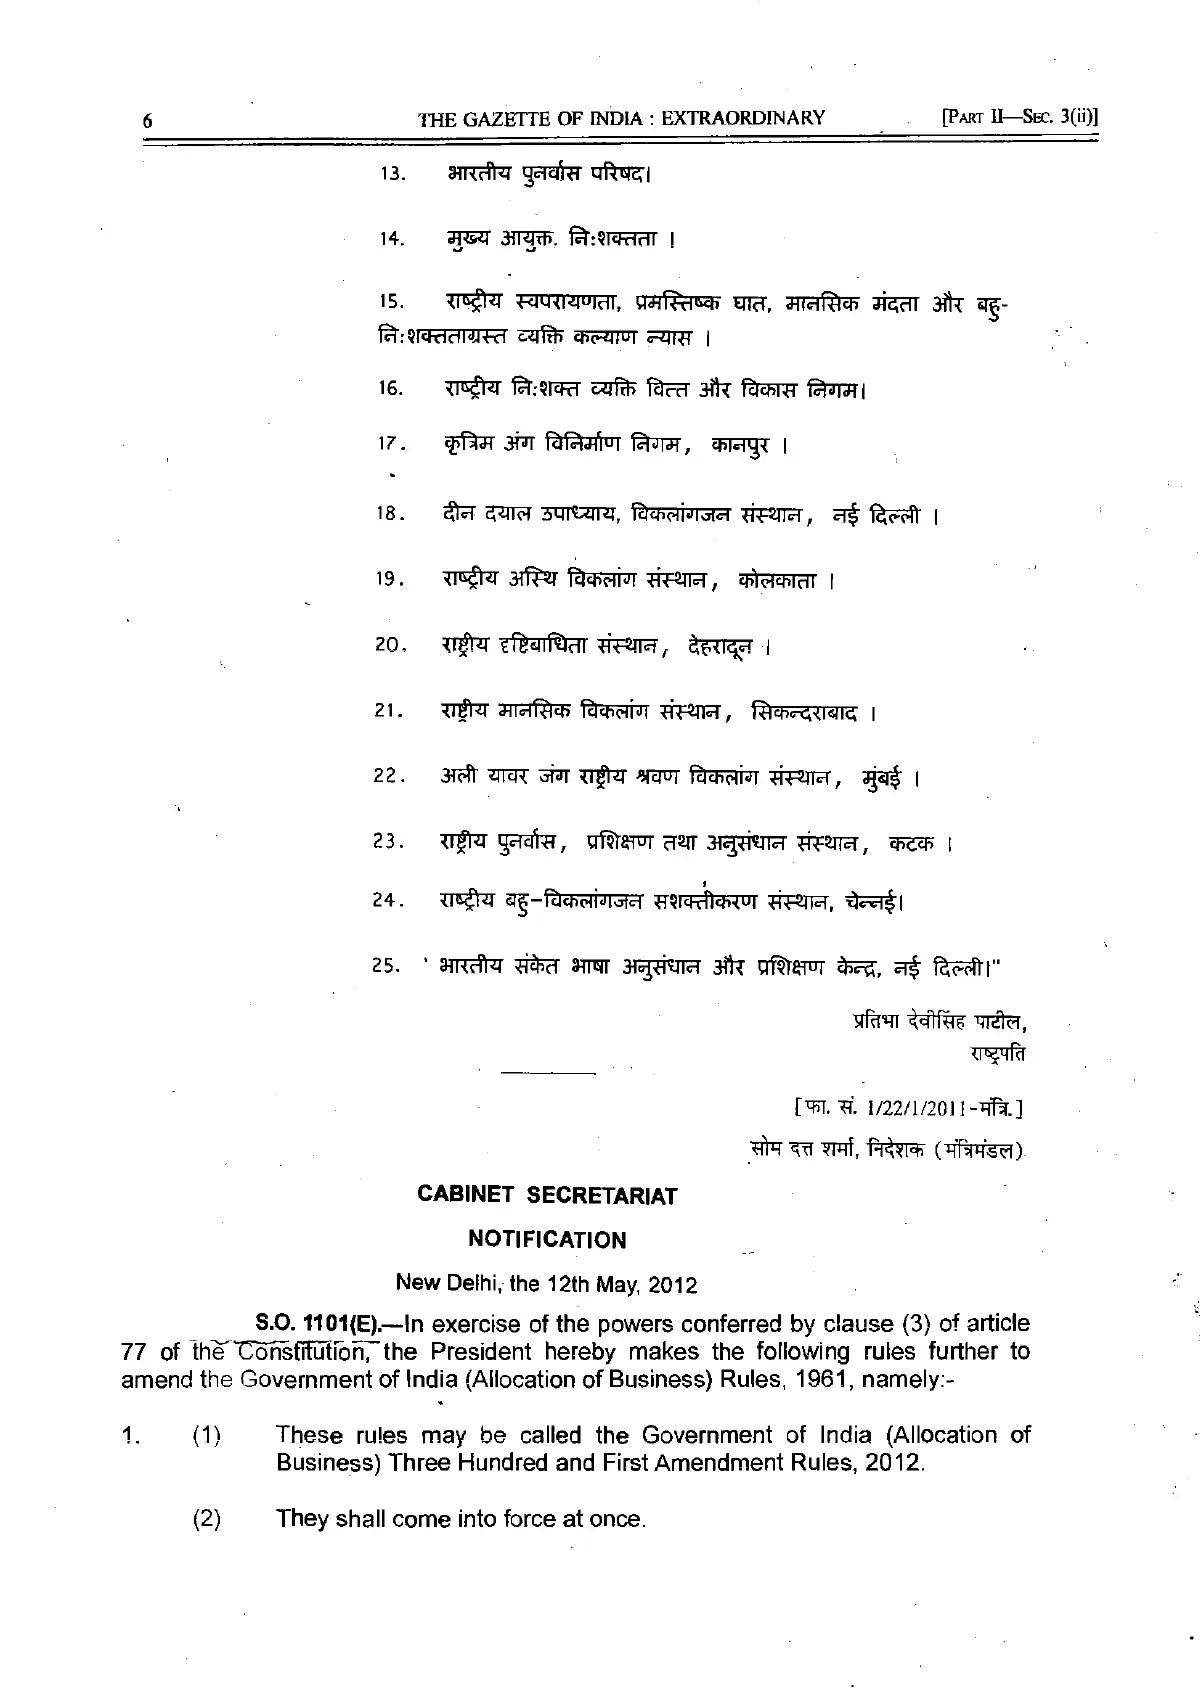 6 THE GAZETTE OF INDIA : EXTRAORDINARY [PART II—SEC. 3(ii)]
13. भारतीय पुनर्वास परिषद।
14. मुख्य आयुक्त, नि:शक्तता ।
15. राष्ट्रीय स्वपरायणता, प्रमस्तिष्क घात, मानसिक मंदता और बहु-
नि:शक्तताग्रस्त व्यक्ति कल्याण न्यास ।
16. राष्ट्रीय नि:शक्त व्यक्ति वित्त और विकास निगम।
17. कृत्रिम अंग विनिर्माण निगम, कानपुर ।
18. दीन दयाल उपाध्याय, विकलांगजन संस्थान, नई दिल्ली ।
19. राष्ट्रीय अस्थि विकलांग संस्थान, कोलकाता ।
20. राष्ट्रीय दृष्टिबाधिता संस्थान, देहरादून ।
21. राष्ट्रीय मानसिक विकलांग संस्थान, सिकन्दराबाद ।
22. अली यावर जंग राष्ट्रीय श्रवण विकलांग संस्थान, मुंबई ।
23. राष्ट्रीय पुनर्वास, प्रशिक्षण तथा अनुसंधान संस्थान, कटक ।
24. राष्ट्रीय बहु-विकलांगजन सशक्तीकरण संस्थान, चेन्नई।
25. भारतीय संकेत भाषा अनुसंधान और प्रशिक्षण केन्द्र, नई दिल्ली।"
प्रतिभा देवीसिंह पाटील,
राष्ट्रपति
[फा. सं. 1/22/1/2011-मंत्रि.]
सोम दत्त शर्मा, निदेशक (मंत्रिमंडल)
CABINET SECRETARIAT
NOTIFICATION
New Delhi, the 12th May, 2012
S.O. 1101(E).—In exercise of the powers conferred by clause (3) of article
77 of the Constitution, the President hereby makes the following rules further to
amend the Government of India (Allocation of Business) Rules, 1961, namely:-
1. (1) These rules may be called the Government of India (Allocation of
Business) Three Hundred and First Amendment Rules, 2012.
(2) They shall come into force at once.